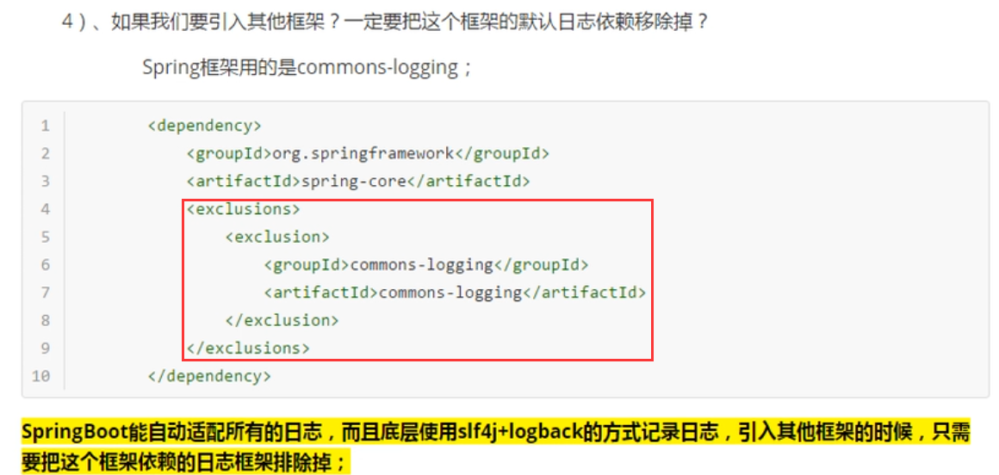 4）、如果我们要引入其他框架？一定要把这个框架的默认日志依赖移除掉？
Spring框架用的是commons-logging；
1 <dependency>
2 <groupId>org.springframework</groupId>
3 <artifactId>spring-core</artifactId>
4 <exclusions>
5 <exclusion>
6 <groupId>commons-logging</groupId>
7 <artifactId>commons-logging</artifactId>
8 </exclusion>
9 </exclusions>
10 </dependency>
SpringBoot能自动适配所有的日志，而且底层使用slf4j+logback的方式记录日志，引入其他框架的时候，只需
要把这个框架依赖的日志框架排除掉；